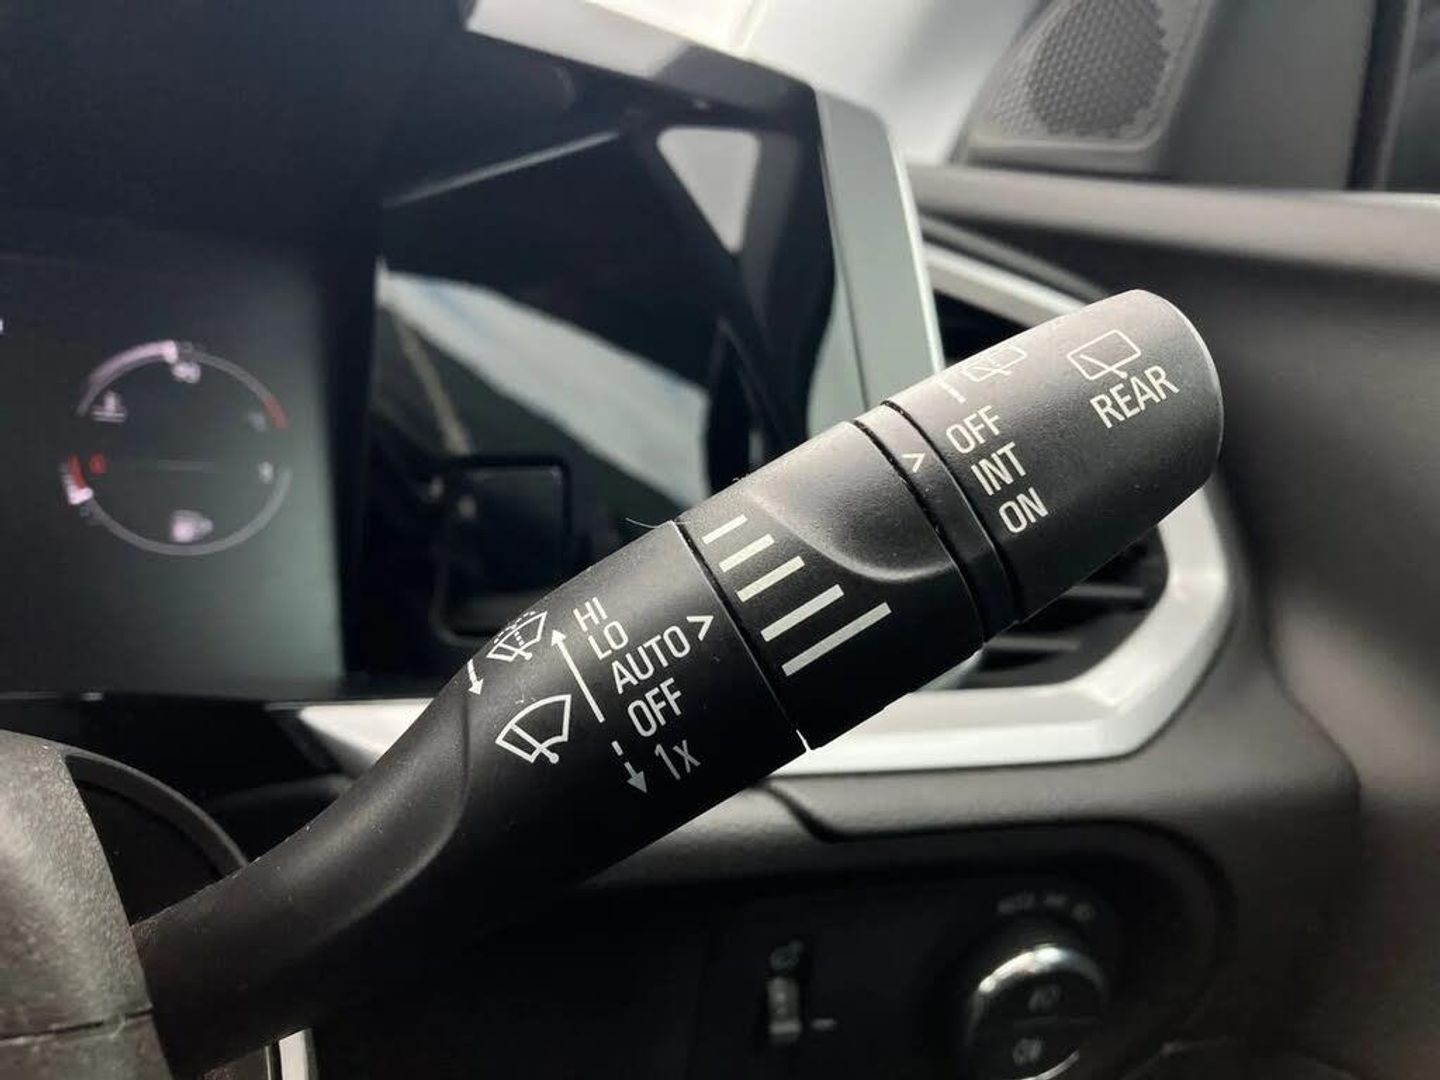 HI
LO
AUTO >
OFF
1x
>
OFF
INT
ON
REAR